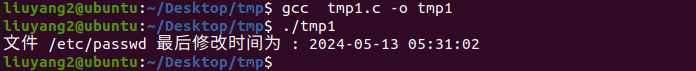 liuyang2@ubuntu:~/Desktop/tmp$ gcc  tmp1.c -o tmp1
liuyang2@ubuntu:~/Desktop/tmp$ ./tmp1
文件 /etc/passwd 最后修改时间为 : 2024-05-13 05:31:02
liuyang2@ubuntu:~/Desktop/tmp$